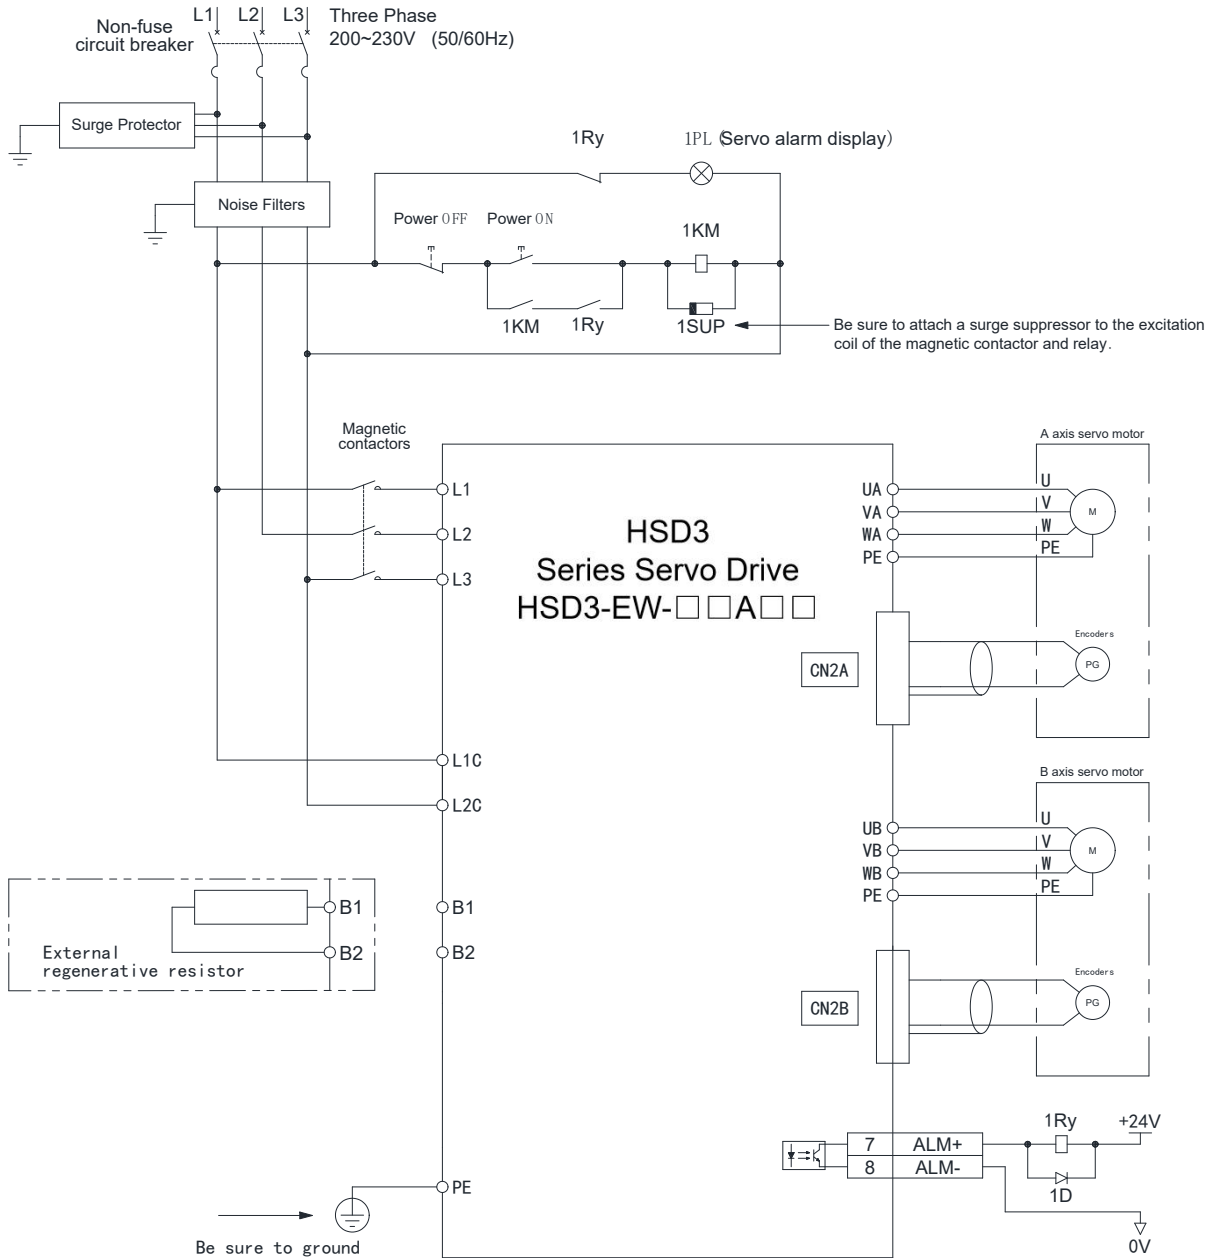 L1 L2 L3
Non-fuse
circuit breaker
Three Phase
200~230V (50/60Hz)
Surge Protector
Noise Filters
1Ry
1PL (Servo alarm display)
Power OFF
Power ON
1KM
1KM
1Ry
1SUP
Be sure to attach a surge suppressor to the excitation
coil of the magnetic contactor and relay.
Magnetic
contactors
L1
L2
L3
L1C
L2C
HSD3
Series Servo Drive
HSD3-EW-□□A□□
UA
VA
WA
PE
A axis servo motor
U
V
W
PE
M
CN2A
Encoders
PG
B axis servo motor
UB
VB
WB
PE
U
V
W
PE
M
CN2B
Encoders
PG
External
regenerative resistor
B1
B2
B1
B2
7 ALM+
8 ALM-
1Ry
+24V
1D
0V
PE
Be sure to ground